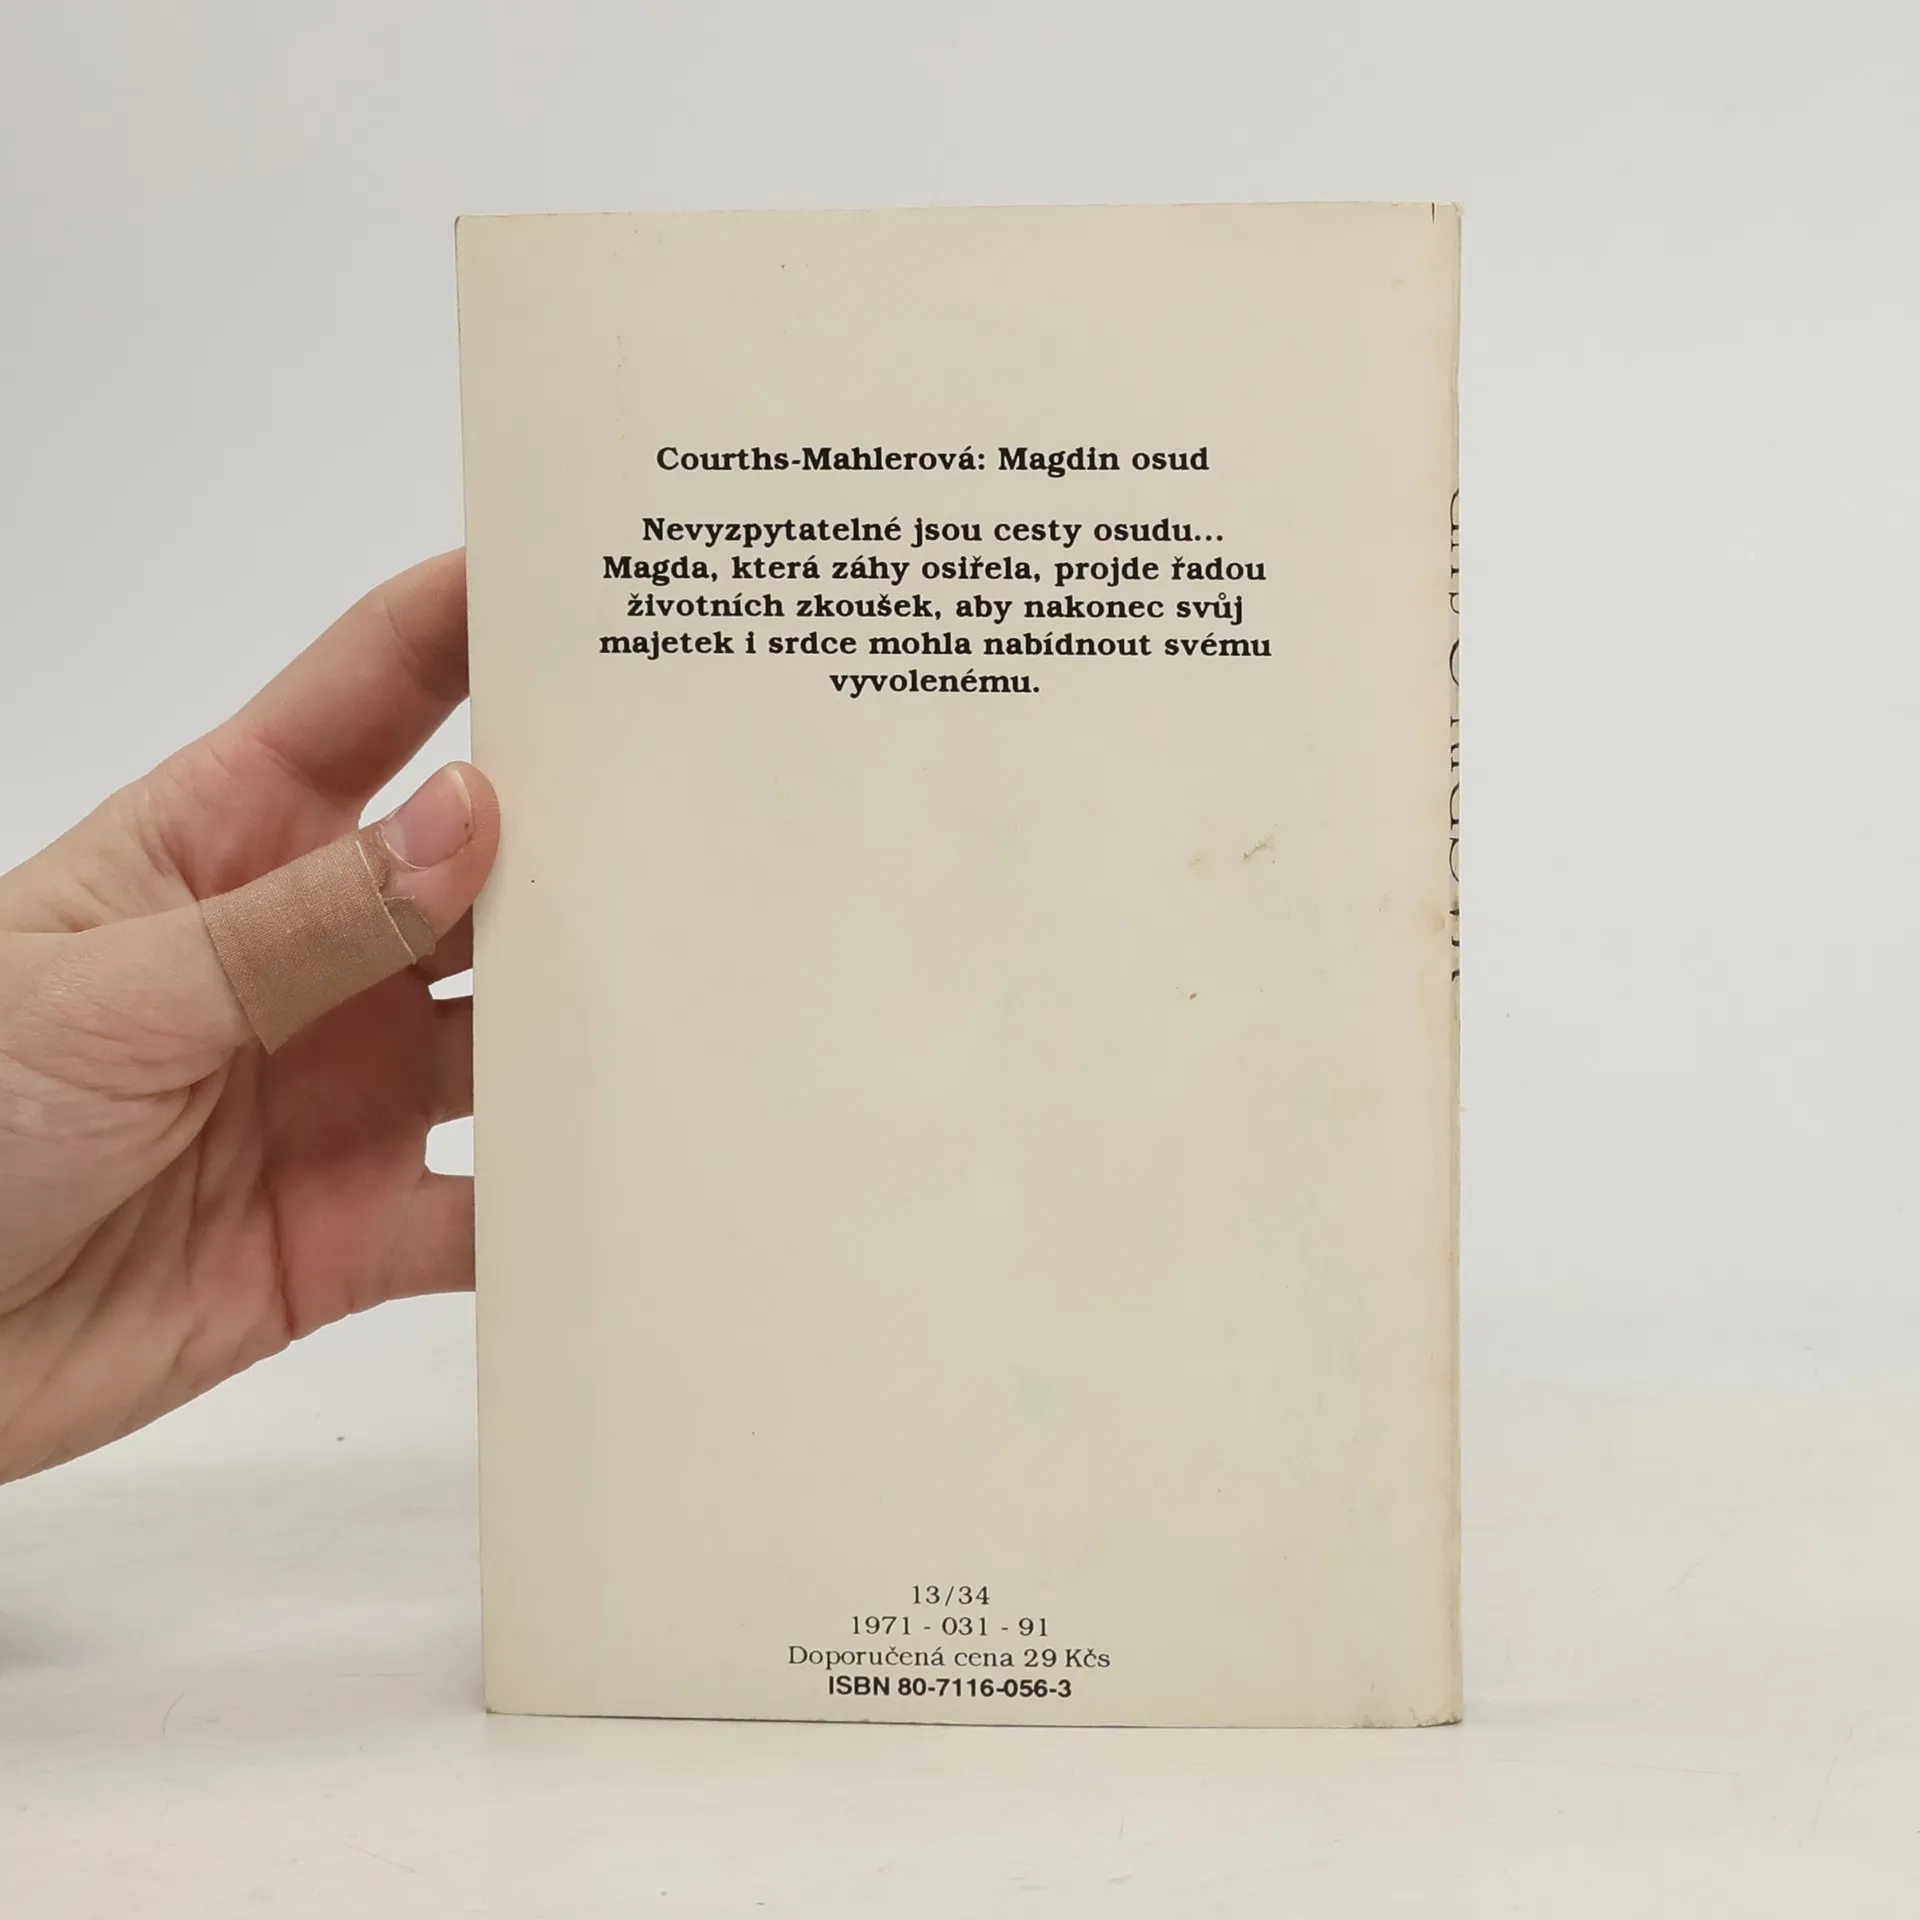 Courths-Mahlerová: Magdin osud
Nevyzpytatelné jsou cesty osudu...
Magda, která záhy osiřela, projde řadou
životních zkoušek, aby nakonec svůj
majetek i srdce mohla nabídnout svému
vyvolenému.
13/34
1971 - 031 - 91
Doporučená cena 29 Kčs
ISBN 80-7116-056-3